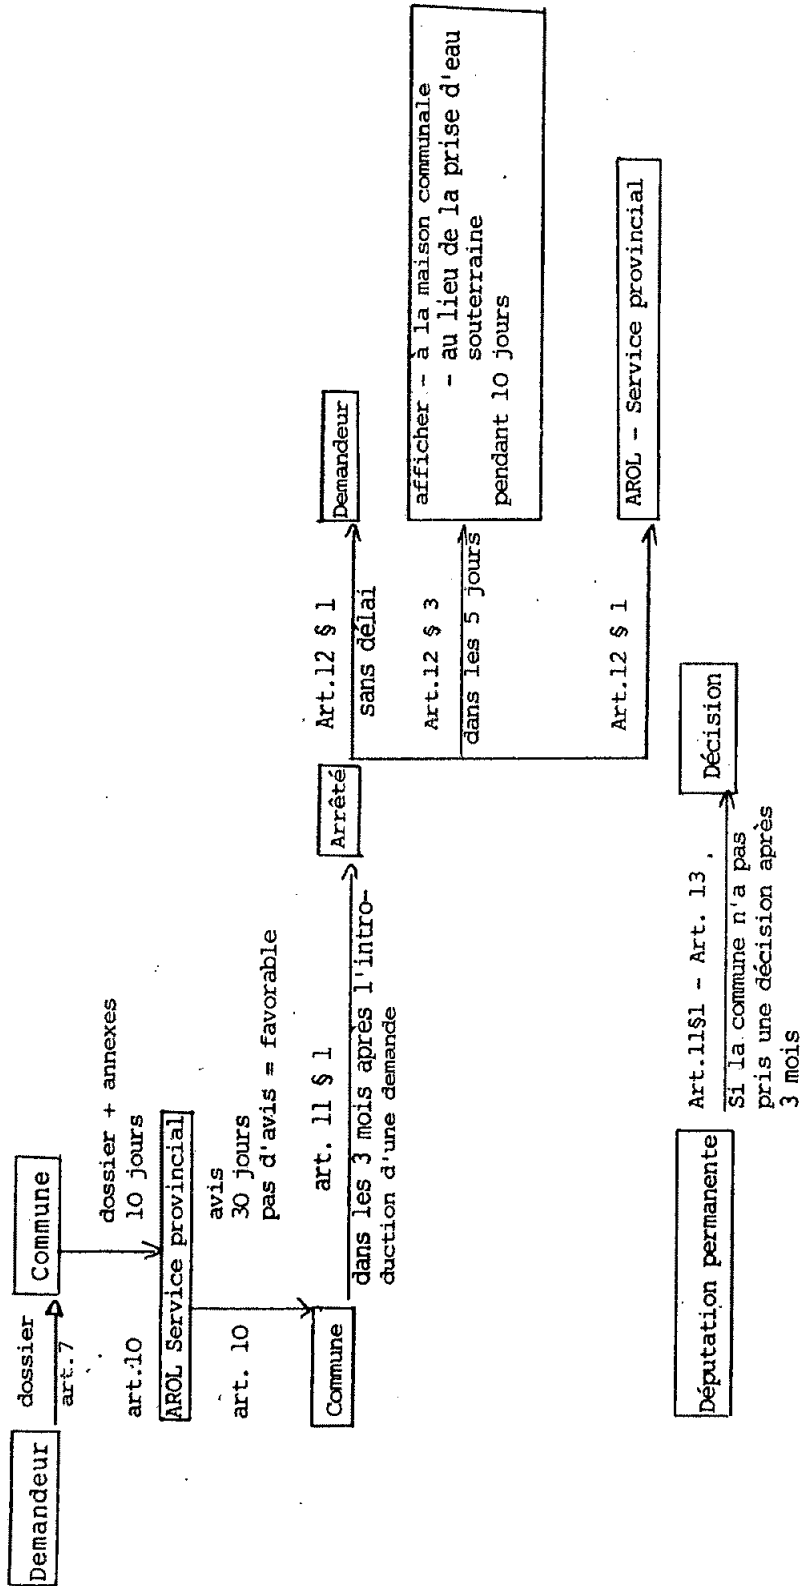 Demandeur
dossier
art.7
Commune
art.10
dossier + annexes
10 jours
AROL Service provincial
art. 10
avis
30 jours
pas d'avis = favorable
Commune
art. 11 § 1
dans les 3 mois après l'intro-
duction d'une demande
Arrêté
Art.12 § 1
sans délai
Demandeur
Art.12 § 3
dans les 5 jours
afficher - à la maison communale
- au lieu de la prise d'eau
souterraine
pendant 10 jours
Art.12 § 1
AROL - Service provincial
Députation permanente
Art.11§1 - Art. 13
Si la commune n'a pas
pris une décision après
3 mois
Décision